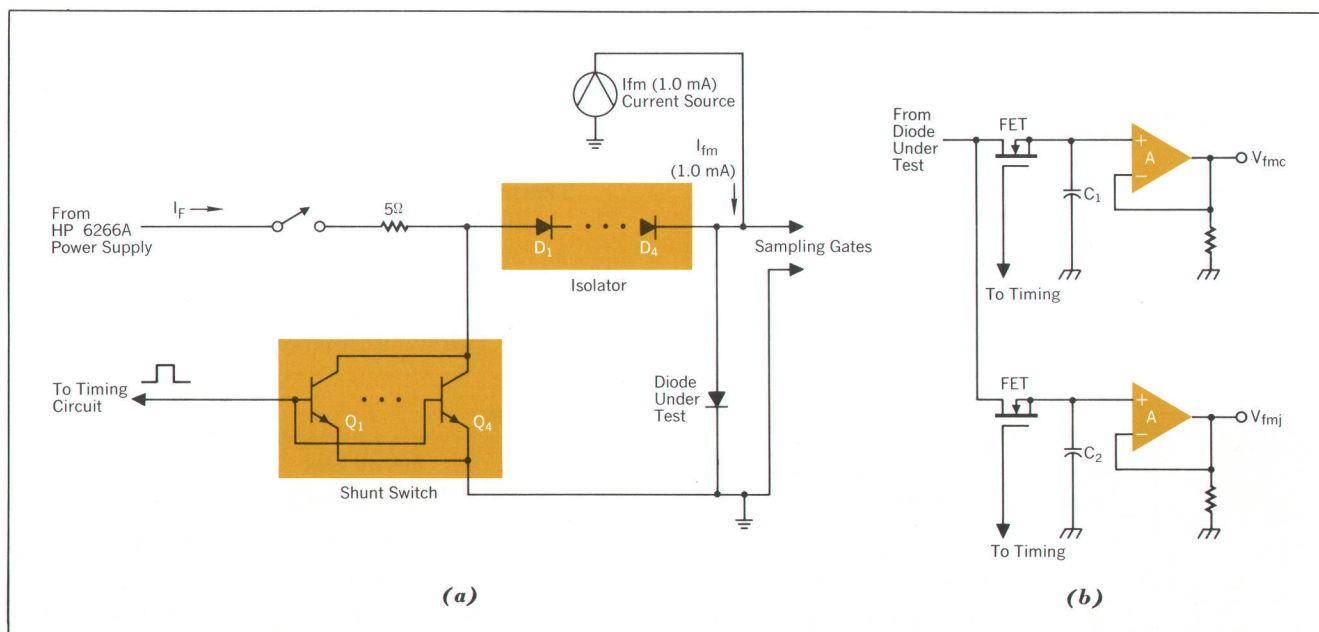 Ifm (1.0 mA)
Current Source
Ifm
(1.0 mA)
From
HP 6266A
Power Supply
IF
5Ω
D1
• • •
D4
Isolator
Sampling Gates
To Timing
Circuit
Q1
• • •
Q4
Shunt Switch
Diode
Under
Test
(a)
From
Diode
Under
Test
FET
C1
+
−
A
Vfmc
To Timing
FET
C2
+
−
A
Vfmj
To Timing
(b)